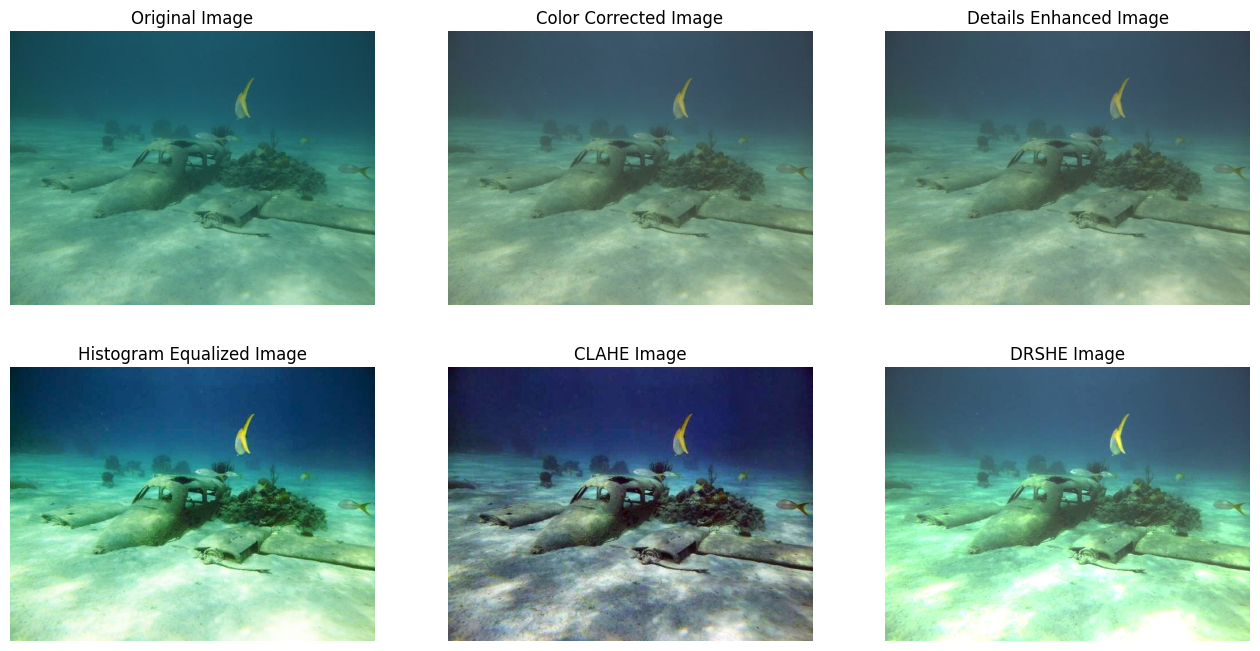 Original Image
Color Corrected Image
Details Enhanced Image
Histogram Equalized Image
CLAHE Image
DRSHE Image